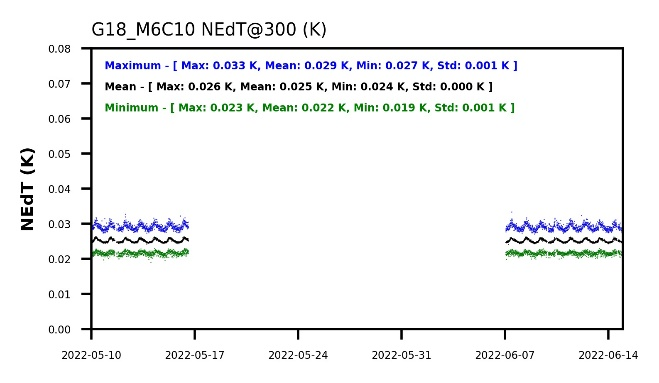 G18_M6C10 NEdT@300 (K)
0.08
Maximum - [ Max: 0.033 K, Mean: 0.029 K, Min: 0.027 K, Std: 0.001 K ]
0.07
Mean - [ Max: 0.026 K, Mean: 0.025 K, Min: 0.024 K, Std: 0.000 K ]
Minimum - [ Max: 0.023 K, Mean: 0.022 K, Min: 0.019 K, Std: 0.001 K ]
0.06
0.05
0.04
0.03
0.02
0.01
0.00
NEdT (K)
2022-05-10 2022-05-17 2022-05-24 2022-05-31 2022-06-07 2022-06-14